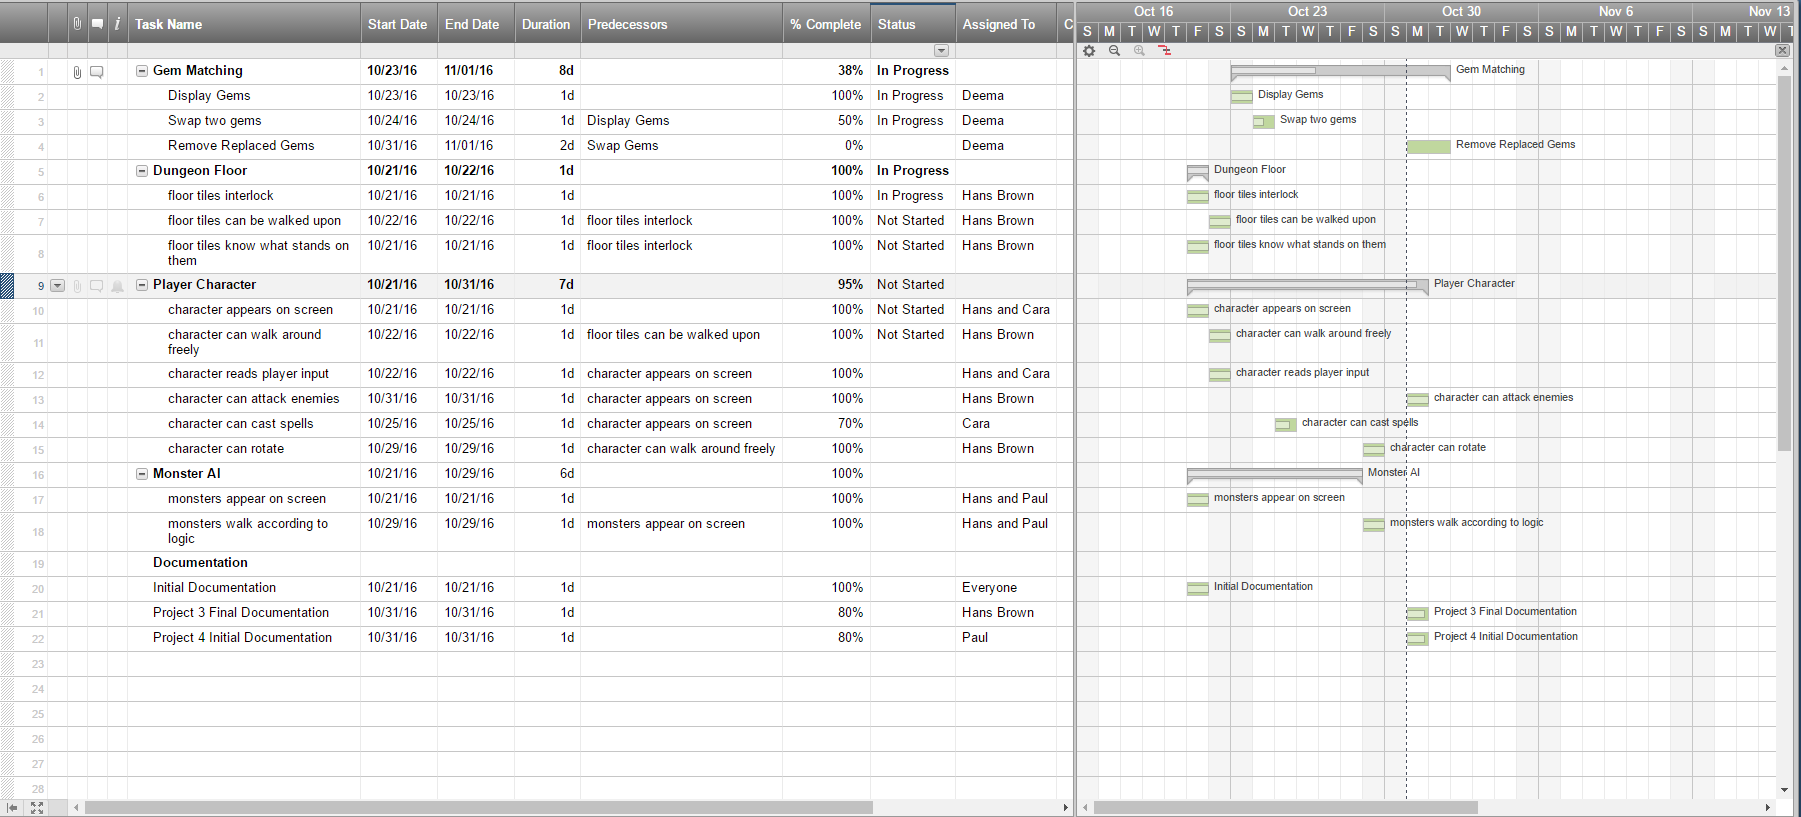 Task Name Start Date End Date Duration Predecessors % Complete Status Assigned To C
Oct 16 Oct 23 Oct 30 Nov 6 Nov 13
S M T W T F S S M T W T F S S M T W T F S S M T W T F S S M T W T
1 Gem Matching 10/23/16 11/01/16 8d 38% In Progress Gem Matching
2 Display Gems 10/23/16 10/23/16 1d 100% In Progress Deema Display Gems
3 Swap two gems 10/24/16 10/24/16 1d Display Gems 50% In Progress Deema Swap two gems
4 Remove Replaced Gems 10/31/16 11/01/16 2d Swap Gems 0% Deema Remove Replaced Gems
5 Dungeon Floor 10/21/16 10/22/16 1d 100% In Progress Dungeon Floor
6 floor tiles interlock 10/21/16 10/21/16 1d 100% In Progress Hans Brown floor tiles interlock
7 floor tiles can be walked upon 10/22/16 10/22/16 1d floor tiles interlock 100% Not Started Hans Brown floor tiles can be walked upon
8 floor tiles know what stands on 10/21/16 10/21/16 1d floor tiles interlock 100% Not Started Hans Brown floor tiles know what stands on them
them
9 Player Character 10/21/16 10/31/16 7d 95% Not Started Player Character
10 character appears on screen 10/21/16 10/21/16 1d 100% Not Started Hans and Cara character appears on screen
11 character can walk around 10/22/16 10/22/16 1d floor tiles can be walked upon 100% Not Started Hans Brown character can walk around freely
freely
12 character reads player input 10/22/16 10/22/16 1d character appears on screen 100% Hans and Cara character reads player input
13 character can attack enemies 10/31/16 10/31/16 1d character appears on screen 100% Hans Brown character can attack enemies
14 character can cast spells 10/25/16 10/25/16 1d character appears on screen 70% Cara character can cast spells
15 character can rotate 10/29/16 10/29/16 1d character can walk around freely 100% Hans Brown character can rotate
16 Monster AI 10/21/16 10/29/16 6d 100% Monster AI
17 monsters appear on screen 10/21/16 10/21/16 1d 100% Hans and Paul monsters appear on screen
18 monsters walk according to 10/29/16 10/29/16 1d monsters appear on screen 100% Hans and Paul monsters walk according to logic
logic
19 Documentation
20 Initial Documentation 10/21/16 10/21/16 1d 100% Everyone Initial Documentation
21 Project 3 Final Documentation 10/31/16 10/31/16 1d 80% Hans Brown Project 3 Final Documentation
22 Project 4 Initial Documentation 10/31/16 10/31/16 1d 80% Paul Project 4 Initial Documentation
23
24
25
26
27
28